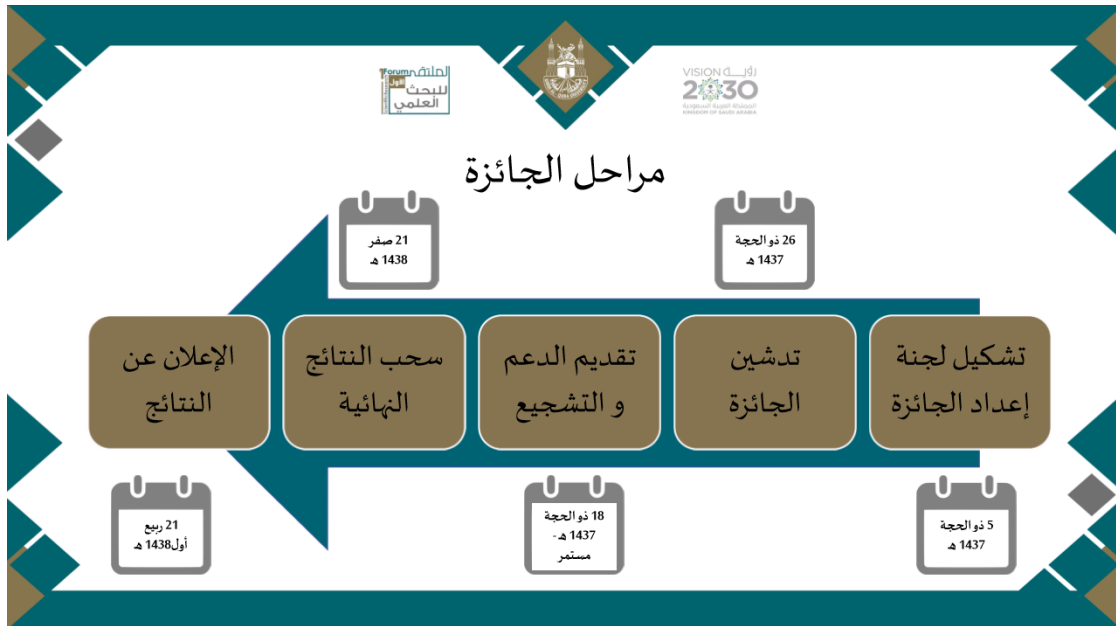 الملتقى Forum
الأول
للبحث
العلمي
VISION رؤيــــة
2030
المملكة العربية السعودية
KINGDOM OF SAUDI ARABIA
مراحل الجائزة
26 ذو الحجة
1437 هـ
21 صفر
1438 هـ
تشكيل لجنة
إعداد الجائزة
تدشين
الجائزة
تقديم الدعم
و التشجيع
سحب النتائج
النهائية
الإعلان عن
النتائج
5 ذو الحجة
1437 هـ
18 ذو الحجة
1437 هـ -
مستمر
21 ربيع
أول1438 هـ